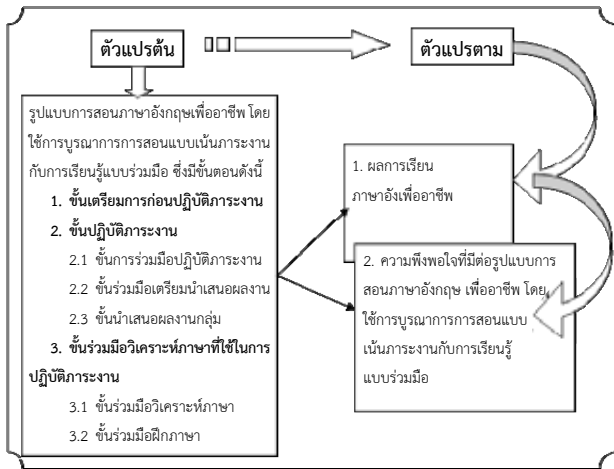 ตัวแปรต้น
ตัวแปรตาม
รูปแบบการสอนภาษาอังกฤษเพื่ออาชีพ โดย
ใช้การบูรณาการการสอนแบบเน้นภาระงาน
กับการเรียนรู้แบบร่วมมือ ซึ่งมีขั้นตอนดังนี้
1. ขั้นเตรียมการก่อนปฏิบัติภาระงาน
2. ขั้นปฏิบัติภาระงาน
2.1 ขั้นการร่วมมือปฏิบัติภาระงาน
2.2 ขั้นร่วมมือเตรียมนำเสนอผลงาน
2.3 ขั้นนำเสนอผลงานกลุ่ม
3. ขั้นร่วมมือวิเคราะห์ภาษาที่ใช้ในการ
ปฏิบัติภาระงาน
3.1 ขั้นร่วมมือวิเคราะห์ภาษา
3.2 ขั้นร่วมมือฝึกภาษา
1. ผลการเรียน
ภาษาอังเพื่ออาชีพ
2. ความพึงพอใจที่มีต่อรูปแบบการ
สอนภาษาอังกฤษ เพื่ออาชีพ โดย
ใช้การบูรณาการการสอนแบบ
เน้นภาระงานกับการเรียนรู้
แบบร่วมมือ